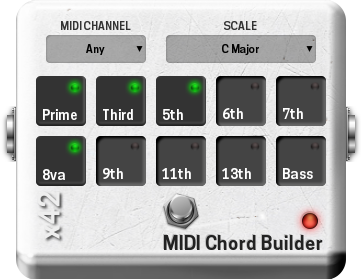 MIDI CHANNEL SCALE
Any C Major
Prime Third 5th 6th 7th
8va 9th 11th 13th Bass
x42
MIDI Chord Builder